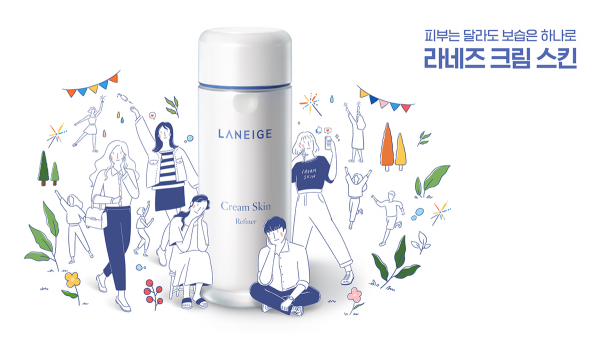 피부는 달라도 보습은 하나로
라네즈 크림 스킨
LANEIGE
CREAM
SKIN
Cream Skin
Refiner